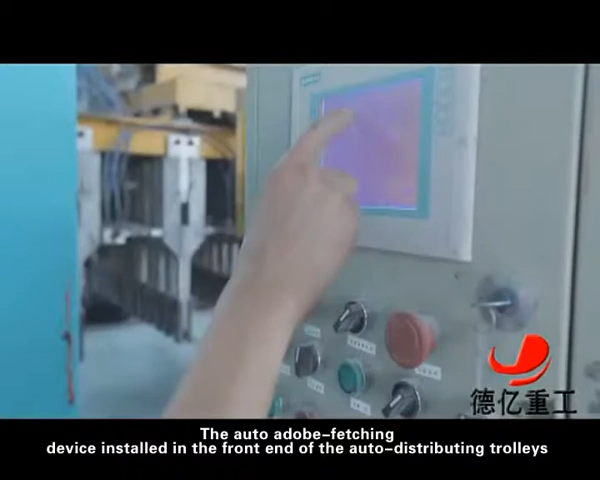 德亿重工
The auto adobe-fetching
device installed in the front end of the auto-distributing trolleys